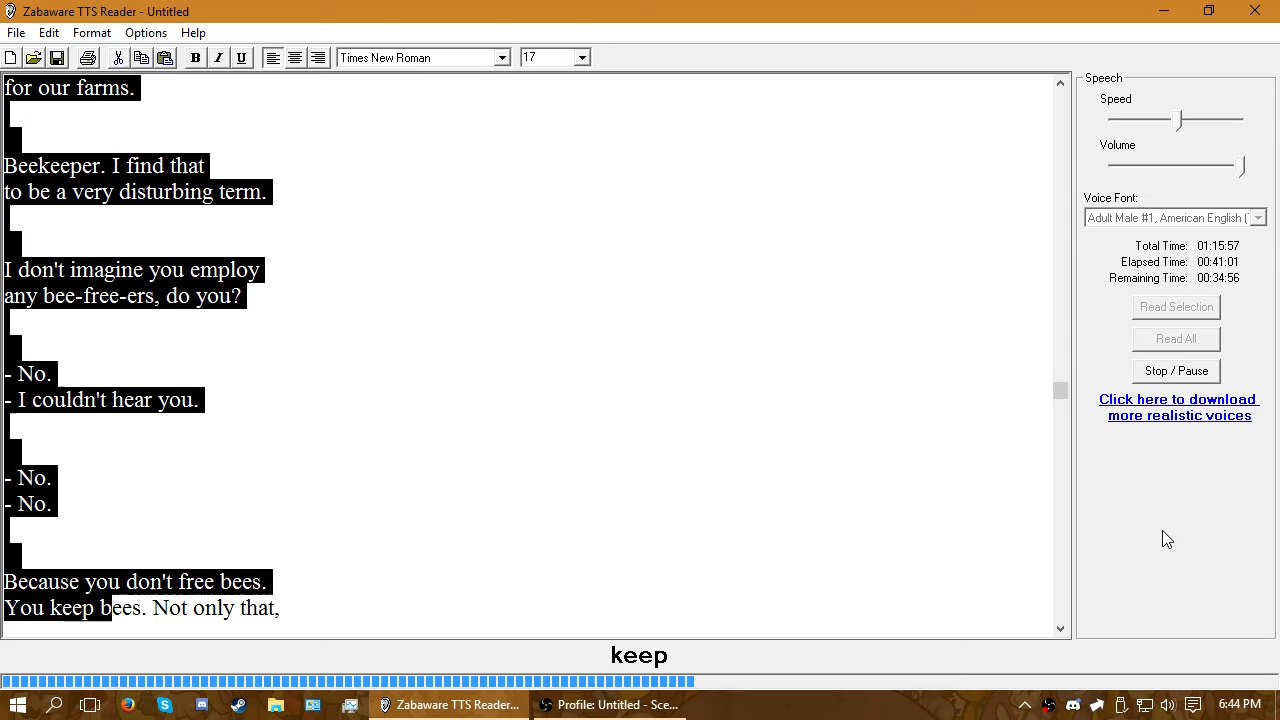 Zabaware TTS Reader - Untitled
File Edit Format Options Help
B I U Times New Roman 17
for our farms.
Beekeeper. I find that
to be a very disturbing term.
I don't imagine you employ
any bee-free-ers, do you?
- No.
- I couldn't hear you.
- No.
- No.
Because you don't free bees.
You keep bees. Not only that,
Speech
Speed
Volume
Voice Font:
Adult Male #1, American English (
Total Time: 01:15:57
Elapsed Time: 00:41:01
Remaining Time: 00:34:56
Read Selection
Read All
Stop / Pause
Click here to download
more realistic voices
keep
Zabaware TTS Reader... Profile: Untitled - Sce... 6:44 PM